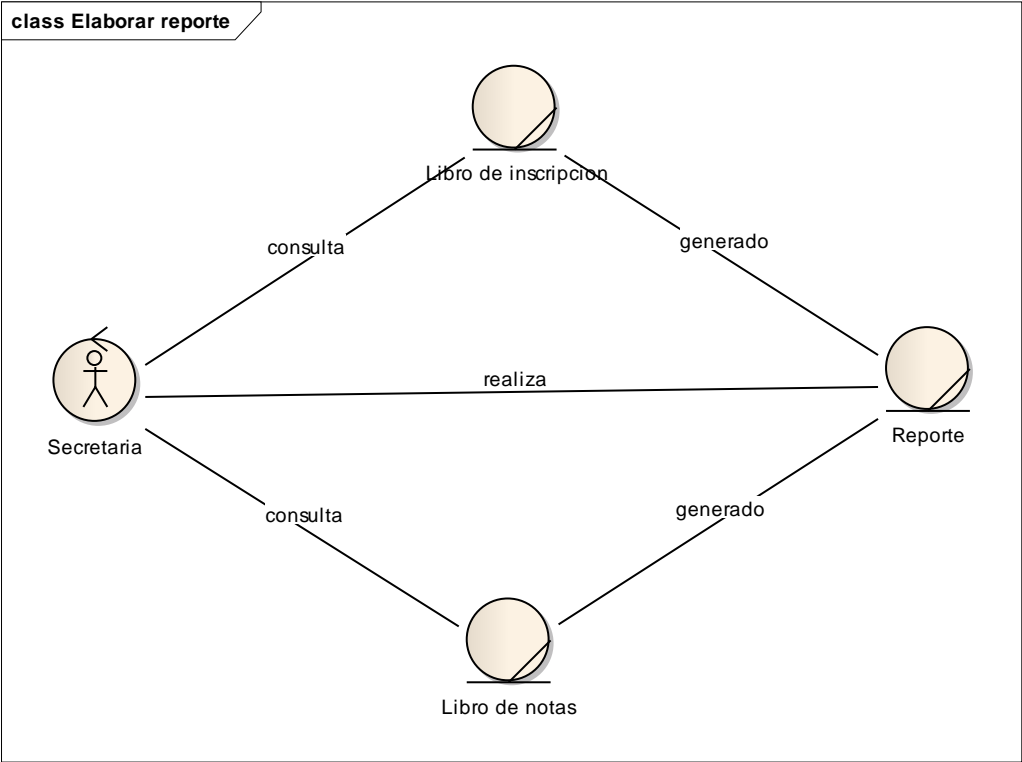 class Elaborar reporte
Libro de inscripcion
consulta
generado
realiza
Secretaria
Reporte
consulta
generado
Libro de notas